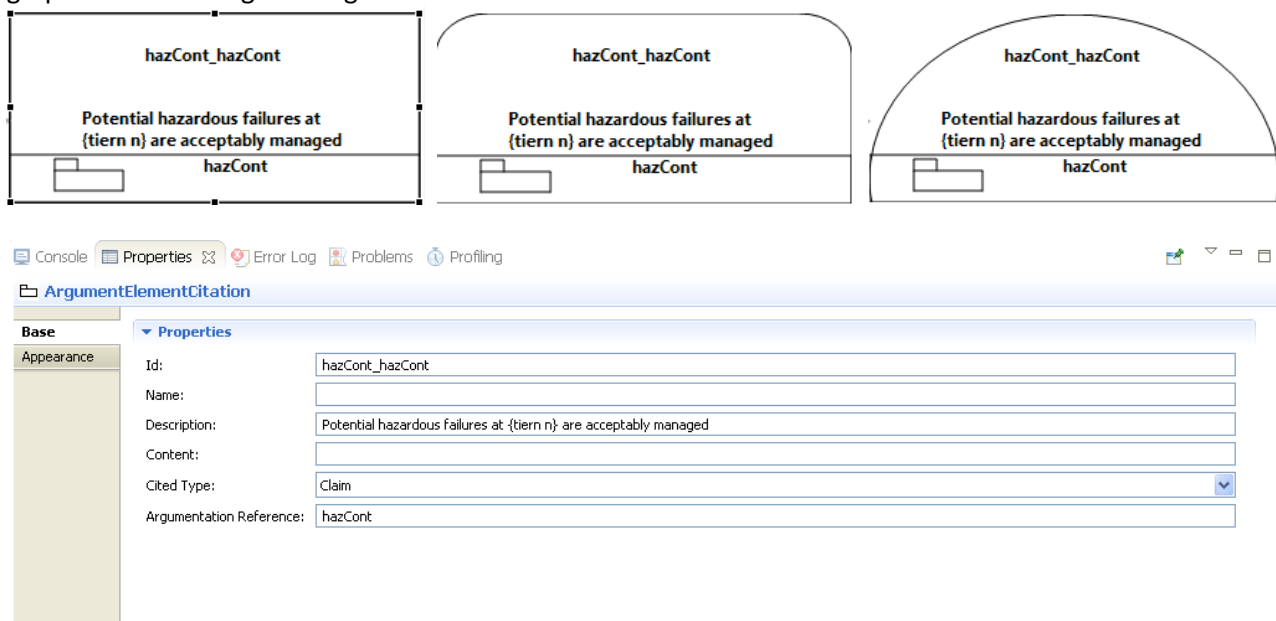 hazCont_hazCont
Potential hazardous failures at
{tiern n} are acceptably managed
hazCont
hazCont_hazCont
Potential hazardous failures at
{tiern n} are acceptably managed
hazCont
hazCont_hazCont
Potential hazardous failures at
{tiern n} are acceptably managed
hazCont
Console Properties Error Log Problems Profiling
ArgumentElementCitation
Base
Appearance
Properties
Id: hazCont_hazCont
Name:
Description: Potential hazardous failures at {tiern n} are acceptably managed
Content:
Cited Type: Claim
Argumentation Reference: hazCont